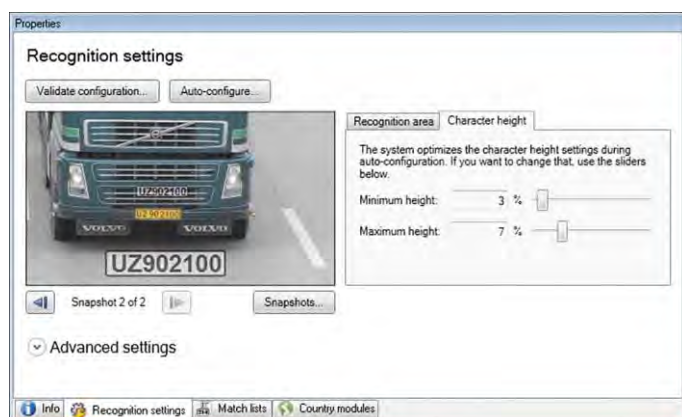 Properties
Recognition settings
Validate configuration...
Auto-configure...
Recognition area
Character height
The system optimizes the character height settings during
auto-configuration. If you want to change that, use the sliders
below.
Minimum height: 3 %
Maximum height: 7 %
UZ902100
UZ 902100
VOLVO VOLVO
UZ902100
Snapshot 2 of 2
Snapshots...
Advanced settings
Info
Recognition settings
Match lists
Country modules